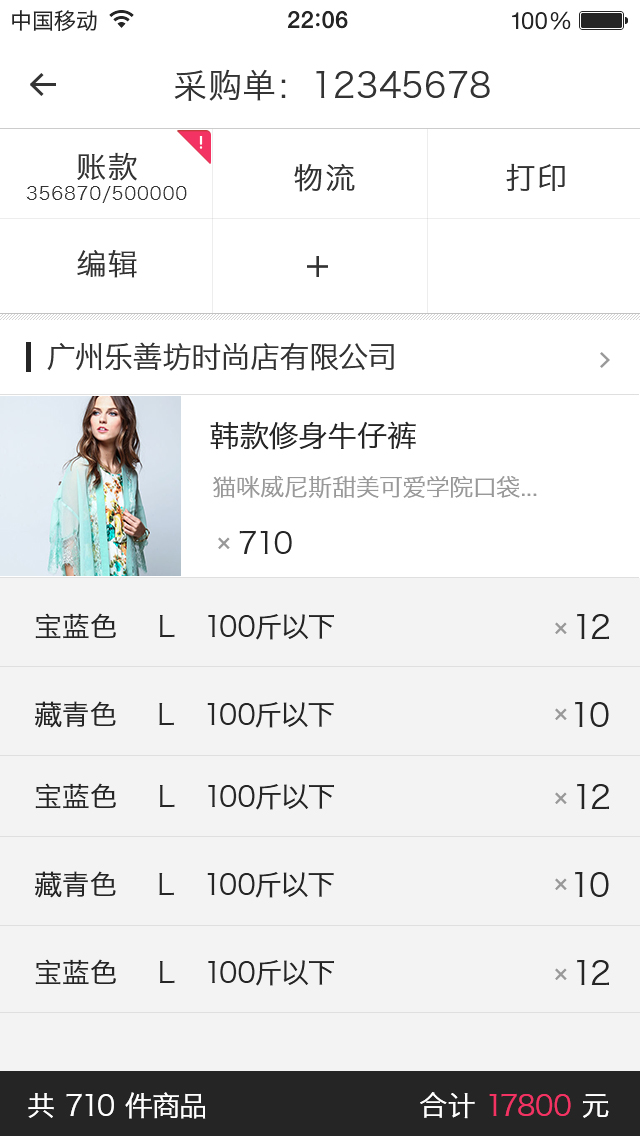 中国移动 22:06 100%
采购单：12345678
账款 ! 物流 打印
356870/500000
编辑 +
广州乐善坊时尚店有限公司
韩款修身牛仔裤
猫咪威尼斯甜美可爱学院口袋...
× 710
宝蓝色 L 100斤以下 ×12
藏青色 L 100斤以下 ×10
宝蓝色 L 100斤以下 ×12
藏青色 L 100斤以下 ×10
宝蓝色 L 100斤以下 ×12
共 710 件商品 合计 17800 元